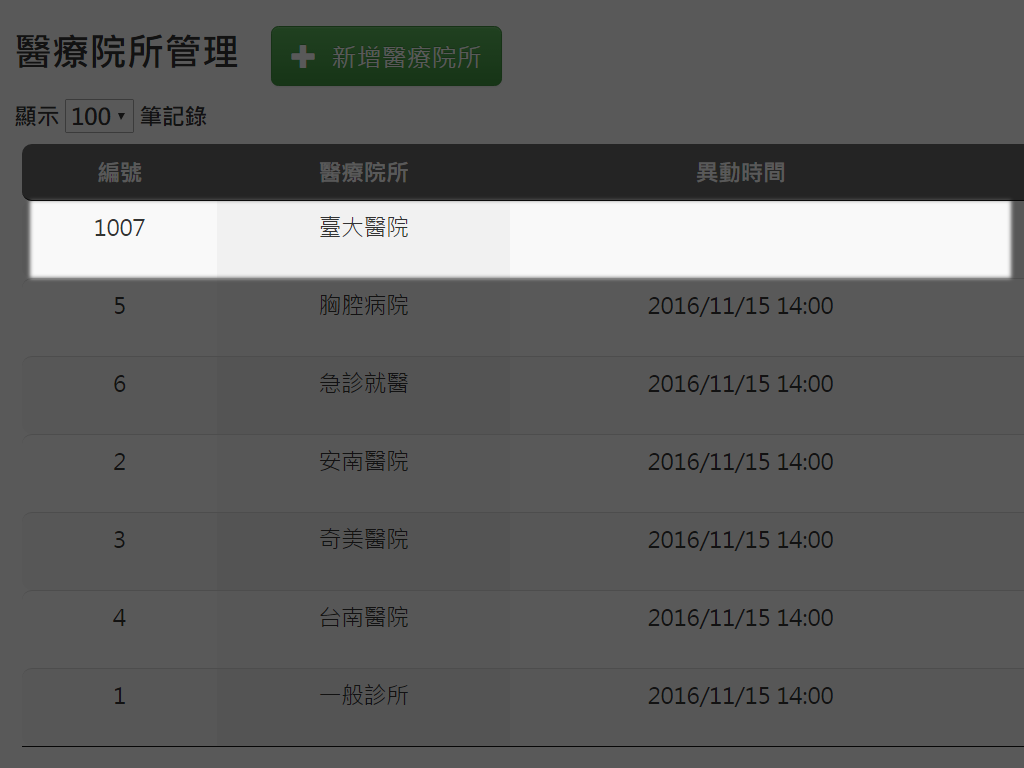 醫療院所管理
新增醫療院所
顯示 100 筆記錄
編號 醫療院所 異動時間
1007 臺大醫院
5 胸腔病院 2016/11/15 14:00
6 急診就醫 2016/11/15 14:00
2 安南醫院 2016/11/15 14:00
3 奇美醫院 2016/11/15 14:00
4 台南醫院 2016/11/15 14:00
1 一般診所 2016/11/15 14:00